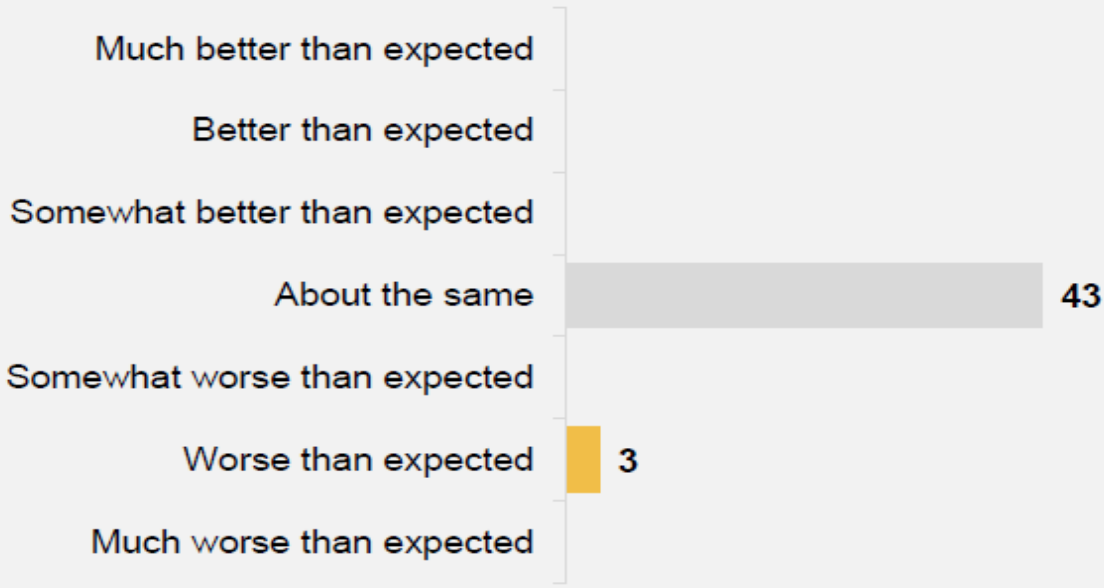 Much better than expected
Better than expected
Somewhat better than expected
About the same 43
Somewhat worse than expected
Worse than expected 3
Much worse than expected